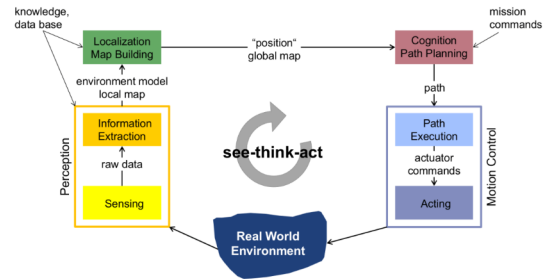 knowledge,
data base
Localization
Map Building
“position”
global map
Cognition
Path Planning
mission
commands
environment model
local map
path
Perception
Information
Extraction
raw data
Sensing
see-think-act
Path
Execution
actuator
commands
Acting
Motion Control
Real World
Environment